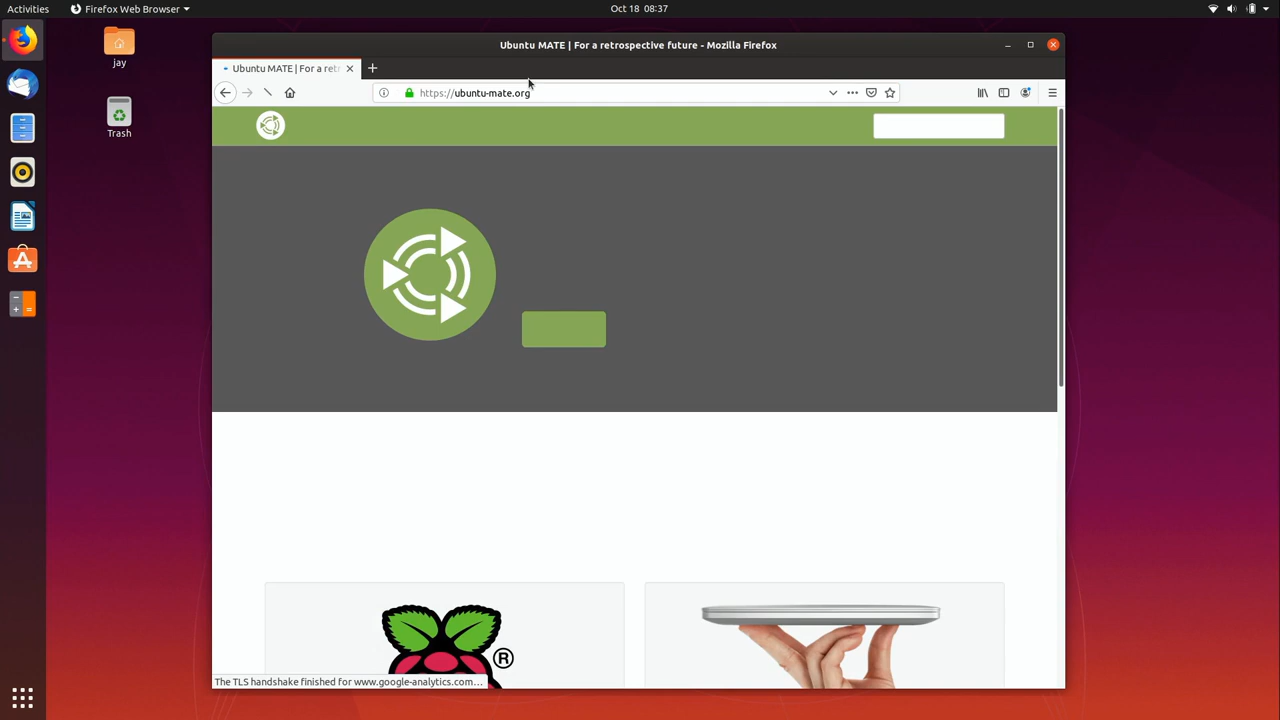 Activities
Firefox Web Browser
Oct 18 08:37
jay
Trash
Ubuntu MATE | For a retrospective future - Mozilla Firefox
Ubuntu MATE | For a retr
https://ubuntu-mate.org
®
The TLS handshake finished for www.google-analytics.com…